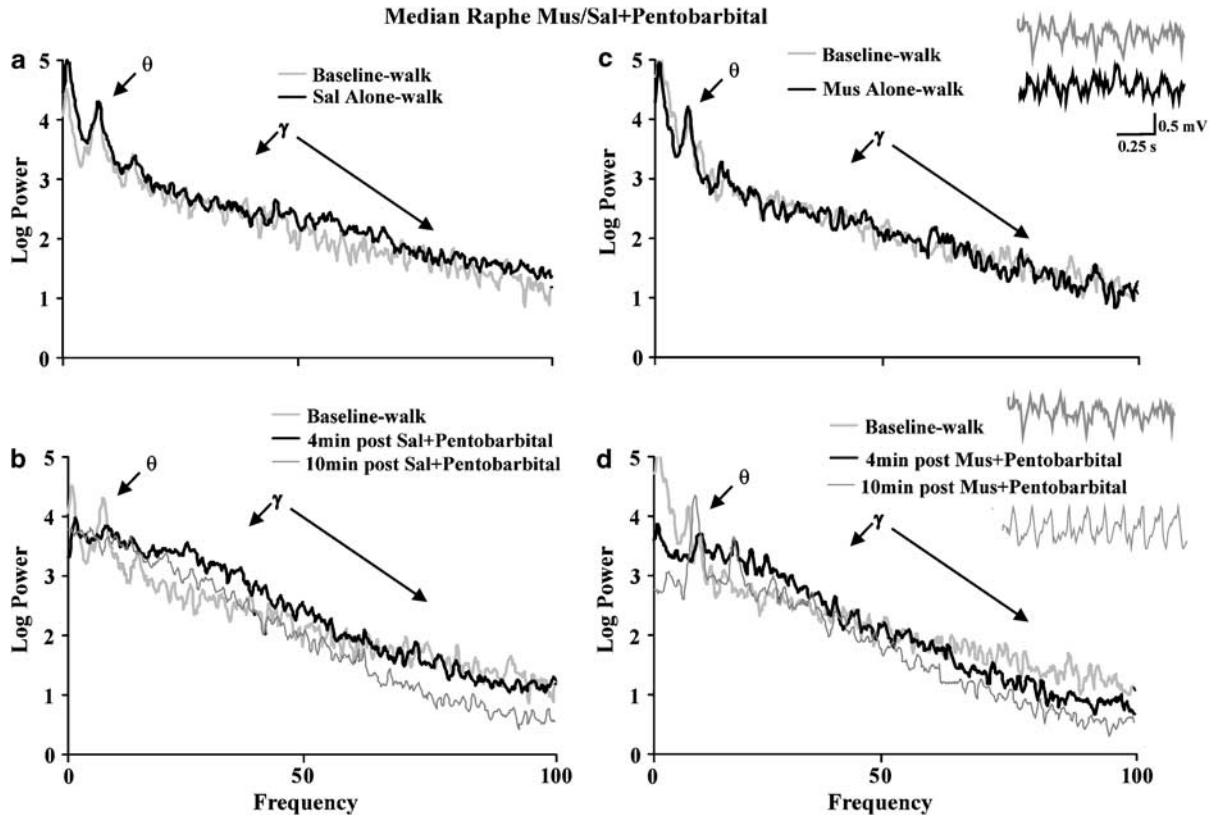 Median Raphe Mus/Sal+Pentobarbital
a
5
4
3
2
1
0
Log Power
θ
γ
Baseline-walk
Sal Alone-walk
c
5
4
3
2
1
0
Log Power
θ
γ
Baseline-walk
Mus Alone-walk
0.5 mV
0.25 s
50
100
50
100
b
5
4
3
2
1
0
Log Power
θ
γ
Baseline-walk
4min post Sal+Pentobarbital
10min post Sal+Pentobarbital
0
50
100
Frequency
d
5
4
3
2
1
0
Log Power
θ
γ
Baseline-walk
4min post Mus+Pentobarbital
10min post Mus+Pentobarbital
0
50
100
Frequency